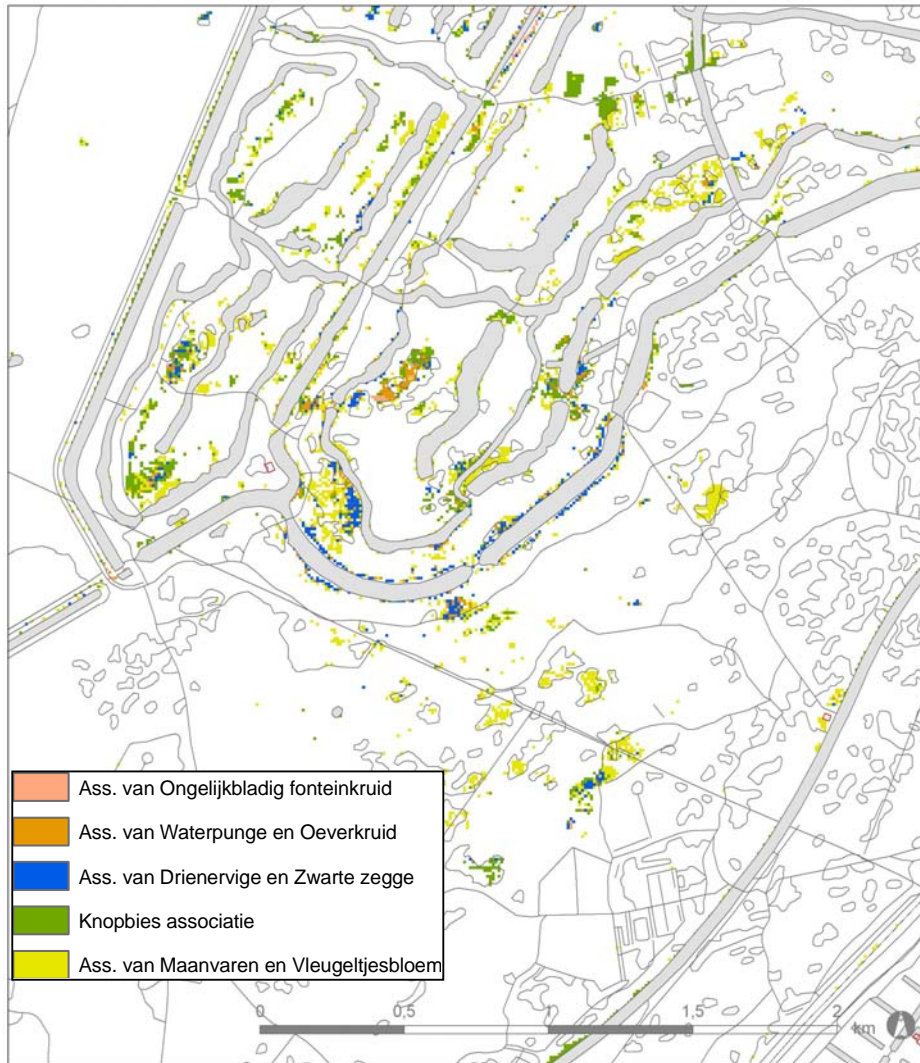 Ass. van Ongelijkbladig fonteinkruid
Ass. van Waterpunge en Oeverkruid
Ass. van Drienervige en Zwarte zegge
Knopbies associatie
Ass. van Maanvaren en Vleugeltjesbloem
0 0,5 1 1,5 2
km